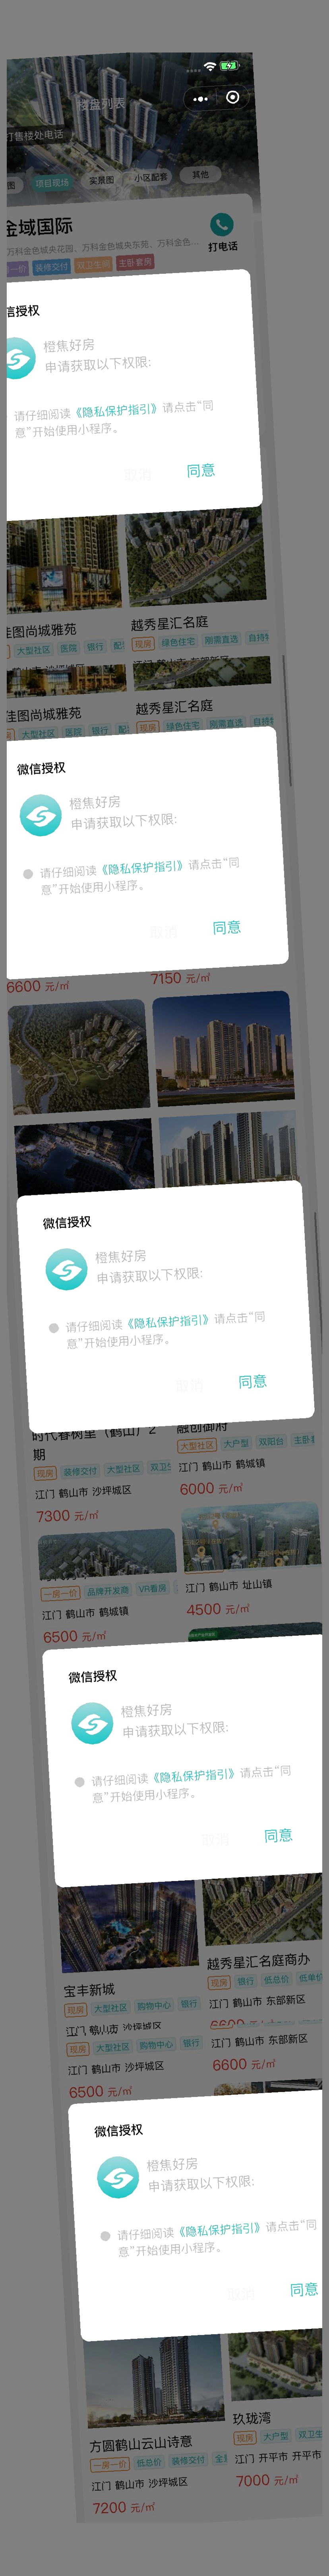 楼盘列表
订售接处电话
图 项目现场 实景图 小区配套 其他
金域国际
万科金色城央花园、万科金色城央东苑、万科金色...
打电话
一价 装修交付 双卫生间 主卧套房
信授权
橙焦好房
申请获取以下权限:
请仔细阅读《隐私保护指引》请点击“同
意”开始使用小程序。
取消 同意
佳图尚城雅苑
大型社区 医院 银行
越秀星汇名庭
现房 绿色住宅 刚需直选 自持
佳图尚城雅苑
大型社区 医院 银行
越秀星汇名庭
现房 绿色住宅 刚需直选 自持
微信授权
橙焦好房
申请获取以下权限:
请仔细阅读《隐私保护指引》请点击“同
意”开始使用小程序。
取消 同意
6600 元/㎡
7150 元/㎡
微信授权
橙焦好房
申请获取以下权限:
请仔细阅读《隐私保护指引》请点击“同
意”开始使用小程序。
取消 同意
时代春树里（鹤山）2
期
现房 装修交付 大型社区 双卫
江门 鹤山市 沙坪城区
7300 元/㎡
融创御府
大型社区 大户型 双阳台 主卧
江门 鹤山市 鹤城镇
6000 元/㎡
一房一价 品牌开发商 VR看房
江门 鹤山市 鹤城镇
6500 元/㎡
江门 鹤山市 址山镇
4500 元/㎡
微信授权
橙焦好房
申请获取以下权限:
请仔细阅读《隐私保护指引》请点击“同
意”开始使用小程序。
取消 同意
宝丰新城
现房 大型社区 购物中心 银行
江门 鹤山市 沙坪城区
现房 大型社区 购物中心 银行
江门 鹤山市 沙坪城区
6500 元/㎡
越秀星汇名庭商办
现房 银行 低总价 低单价
江门 鹤山市 东部新区
6600 元/㎡
江门 鹤山市 东部新区
6600 元/㎡
微信授权
橙焦好房
申请获取以下权限:
请仔细阅读《隐私保护指引》请点击“同
意”开始使用小程序。
取消 同意
方圆鹤山云山诗意
一房一价 低总价 装修交付
江门 鹤山市 沙坪城区
7200 元/㎡
玖珑湾
现房 大户型 双卫生
江门 开平市 开平市
7000 元/㎡